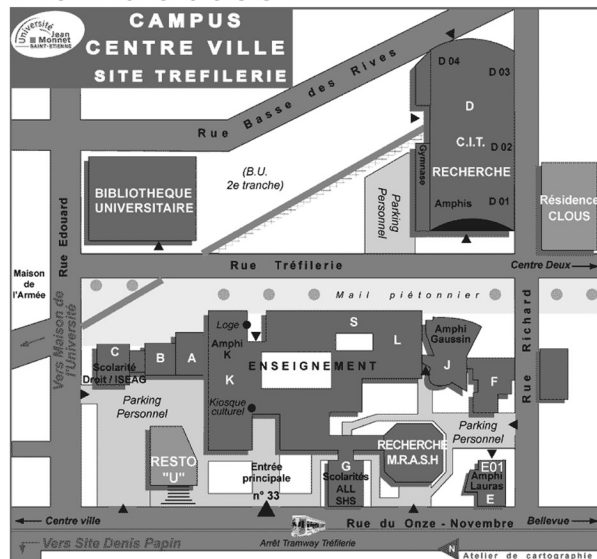 Université
Jean
Monnet
SAINT-ETIENNE
CAMPUS
CENTRE VILLE
SITE TREFILERIE
Rue Basse des Rives
D 04
D 03
D
C.I.T.
D 02
RECHERCHE
Gymnase
Amphis
D 01
(B.U.
2e tranche)
BIBLIOTHEQUE
UNIVERSITAIRE
Parking
Personnel
Résidence
CLOUS
Rue Edouard
Rue Tréfilerie
Centre Deux
Maison de
l'Armée
Mail piétonnier
Vers Maison de
l'Université
Rue Richard
Loge
S
Amphi
K
L
Amphi
Gaussin
C
B
A
Scolarité
Droit / ISEAG
ENSEIGNEMENT
K
J
F
Kiosque
culturel
Parking
Personnel
Parking
Personnel
RESTO
"U"
Entrée
principale
n° 33
G
Scolarités
ALL
SHS
RECHERCHE
M.R.A.S.H
E01
Amphi
Lauras
E
Centre ville
Rue du Onze - Novembre
Bellevue
Vers Site Denis Papin
Arrêt Tramway Tréfilerie
N
Atelier de cartographie